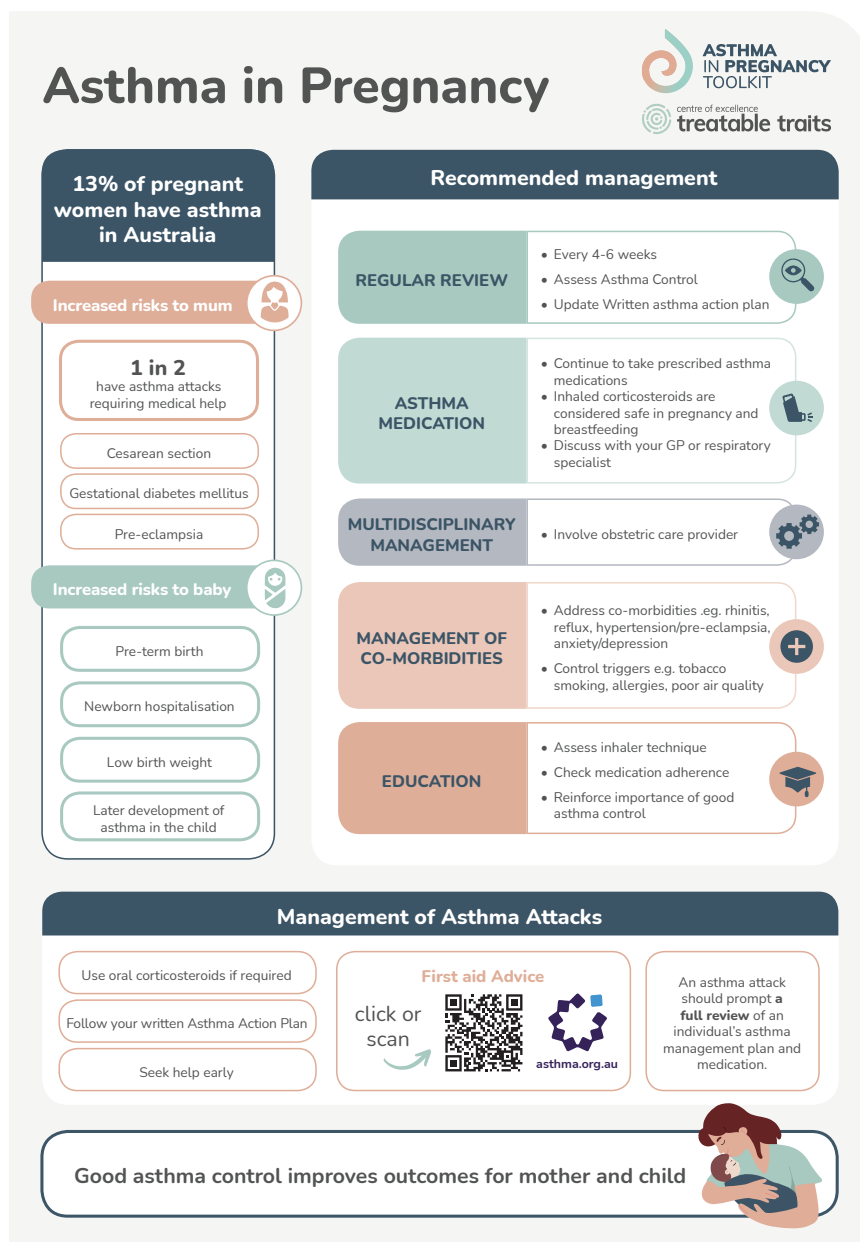 Asthma in Pregnancy
ASTHMA
IN PREGNANCY
TOOLKIT
centre of excellence
treatable traits
13% of pregnant
women have asthma
in Australia
Increased risks to mum
1 in 2
have asthma attacks
requiring medical help
Cesarean section
Gestational diabetes mellitus
Pre-eclampsia
Increased risks to baby
Pre-term birth
Newborn hospitalisation
Low birth weight
Later development of
asthma in the child
Recommended management
REGULAR REVIEW
• Every 4-6 weeks
• Assess Asthma Control
• Update Written asthma action plan
ASTHMA
MEDICATION
• Continue to take prescribed asthma
medications
• Inhaled corticosteroids are
considered safe in pregnancy and
breastfeeding
• Discuss with your GP or respiratory
specialist
MULTIDISCIPLINARY
MANAGEMENT
• Involve obstetric care provider
MANAGEMENT OF
CO-MORBIDITIES
• Address co-morbidities .eg. rhinitis,
reflux, hypertension/pre-eclampsia,
anxiety/depression
• Control triggers e.g. tobacco
smoking, allergies, poor air quality
EDUCATION
• Assess inhaler technique
• Check medication adherence
• Reinforce importance of good
asthma control
Management of Asthma Attacks
Use oral corticosteroids if required
Follow your written Asthma Action Plan
Seek help early
First aid Advice
click or
scan
asthma.org.au
An asthma attack
should prompt a
full review of an
individual's asthma
management plan and
medication.
Good asthma control improves outcomes for mother and child